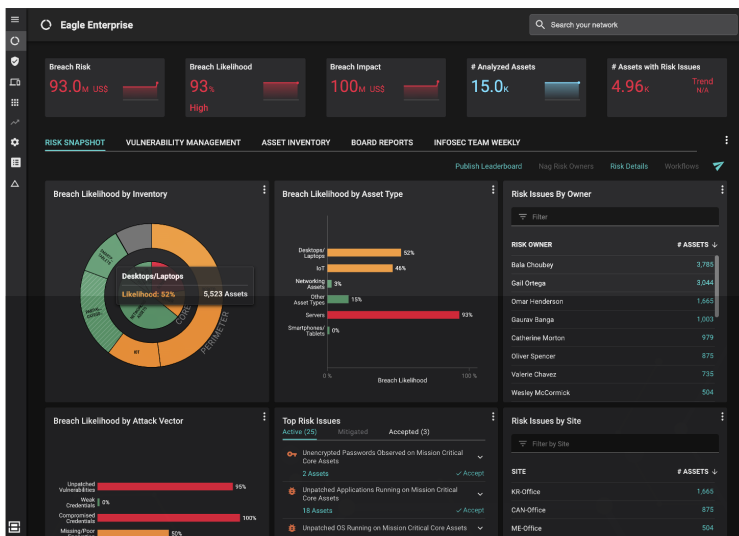 Eagle Enterprise
Search your network
Breach Risk
93.0M US$
Breach Likelihood
93%
High
Breach Impact
100M US$
# Analyzed Assets
15.0K
# Assets with Risk Issues
4.96K
Trend
N/A
RISK SNAPSHOT VULNERABILITY MANAGEMENT ASSET INVENTORY BOARD REPORTS INFOSEC TEAM WEEKLY
Publish Leaderboard Nag Risk Owners Risk Details Workflows
Breach Likelihood by Inventory
Desktops/Laptops
Likelihood: 52% 5,523 Assets
NETWORKING
ASSETS
IOT
CORE
PERIMETER
Breach Likelihood by Asset Type
Desktops/
Laptops
52%
IoT
46%
Networking
Assets
3%
Other
Asset Types
15%
Servers
93%
Smartphones/
Tablets
0%
0 %
100 %
Breach Likelihood
Risk Issues By Owner
Filter
RISK OWNER # ASSETS
Bala Choubey 3,785
Gail Ortega 3,044
Omar Henderson 1,665
Gaurav Banga 1,003
Catherine Morton 979
Oliver Spencer 875
Valerie Chavez 735
Wesley McCormick 504
Breach Likelihood by Attack Vector
Unpatched
Vulnerabilities
95%
Weak
Credentials
0%
Compromised
Credentials
100%
Missing/Poor
50%
Top Risk Issues
Active (25) Mitigated Accepted (3)
Unencrypted Passwords Observed on Mission Critical
Core Assets
2 Assets Accept
Unpatched Applications Running on Mission Critical
Core Assets
18 Assets Accept
Unpatched OS Running on Mission Critical Core Assets
Risk Issues by Site
Filter by Site
SITE # ASSETS
KR-Office 1,665
CAN-Office 875
ME-Office 504